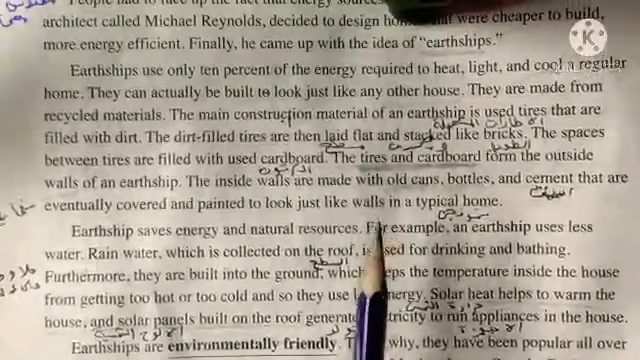 People had to face up the fact that energy sources
architect called Michael Reynolds, decided to design that were cheaper to build,
more energy efficient. Finally, he came up with the idea of "earthships."
Earthships use only ten percent of the energy required to heat, light, and cool a regular
home. They can actually be built to look just like any other house. They are made from
recycled materials. The main construction material of an earthship is used tires that are
filled with dirt. The dirt-filled tires are then laid flat and stacked like bricks. The spaces
between tires are filled with used cardboard. The tires and cardboard form the outside
walls of an earthship. The inside walls are made with old cans, bottles, and cement that are
eventually covered and painted to look just like walls in a typical home.
Earthship saves energy and natural resources. For example, an earthship uses less
water. Rain water, which is collected on the roof, is used for drinking and bathing.
السطح
Furthermore, they are built into the ground, which keeps the temperature inside the house
from getting too hot or too cold and so they use energy. Solar heat helps to warm the
house, and solar panels built on the roof generate electricity to run appliances in the house.
Earthships are environmentally friendly. why, they have been popular all over